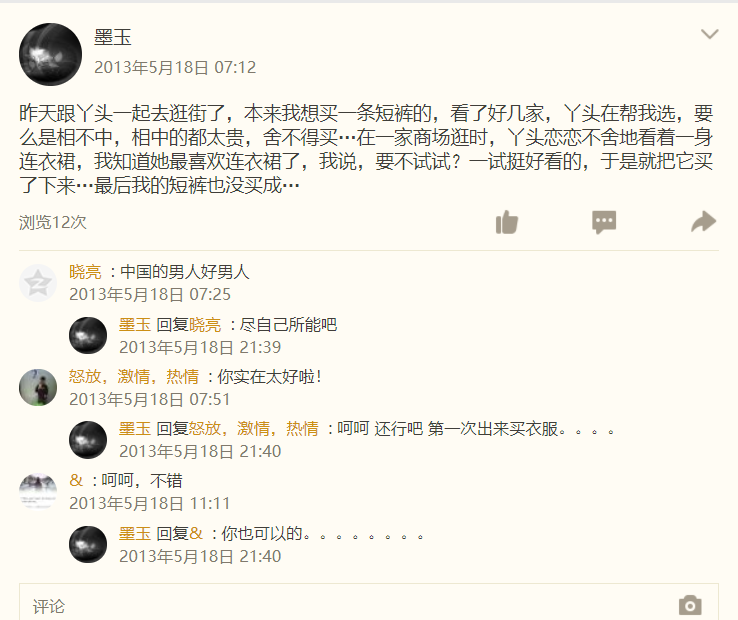 墨玉
2013年5月18日 07:12
昨天跟丫头一起去逛街了，本来我想买一条短裤的，看了好几家，丫头在帮我选，要
么是相不中，相中的都太贵，舍不得买…在一家商场逛时，丫头恋恋不舍地看着一身
连衣裙，我知道她最喜欢连衣裙了，我说，要不试试？一试挺好看的，于是就把它买
了下来…最后我的短裤也没买成…
浏览12次
晓亮 ：中国的男人好男人
2013年5月18日 07:25
墨玉 回复晓亮 ：尽自己所能吧
2013年5月18日 21:39
怒放，激情，热情 ：你实在太好啦！
2013年5月18日 07:51
墨玉 回复怒放，激情，热情 ：呵呵 还行吧 第一次出来买衣服。。。。
2013年5月18日 21:40
& ：呵呵，不错
2013年5月18日 11:11
墨玉 回复& ：你也可以的。。。。。。。。
2013年5月18日 21:40
评论